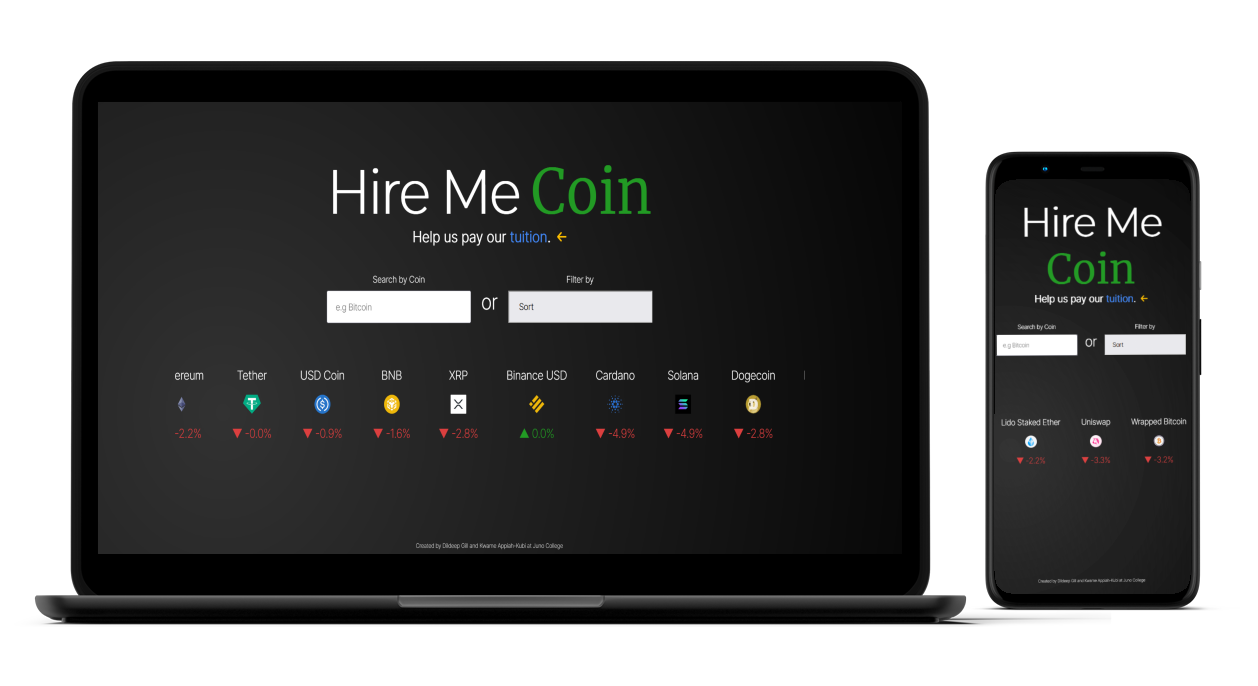 Hire Me Coin
Help us pay our tuition. ←
Search by Coin
Filter by
e.g Bitcoin
or
Sort
ereum Tether USD Coin BNB XRP Binance USD Cardano Solana Dogecoin
-2.2% ▼ -0.0% ▼ -0.9% ▼ -1.6% ▼ -2.8% ▲ 0.0% ▼ -4.9% ▼ -4.9% ▼ -2.8%
Created by Dildeep Gill and Kwame Appiah-Kubi at Juno College
Hire Me
Coin
Help us pay our tuition. ←
Search by Coin
Filter by
e.g Bitcoin
or
Sort
Lido Staked Ether Uniswap Wrapped Bitcoin
▼ -2.2% ▼ -3.3% ▼ -3.2%
Created by Dildeep Gill and Kwame Appiah-Kubi at Juno College